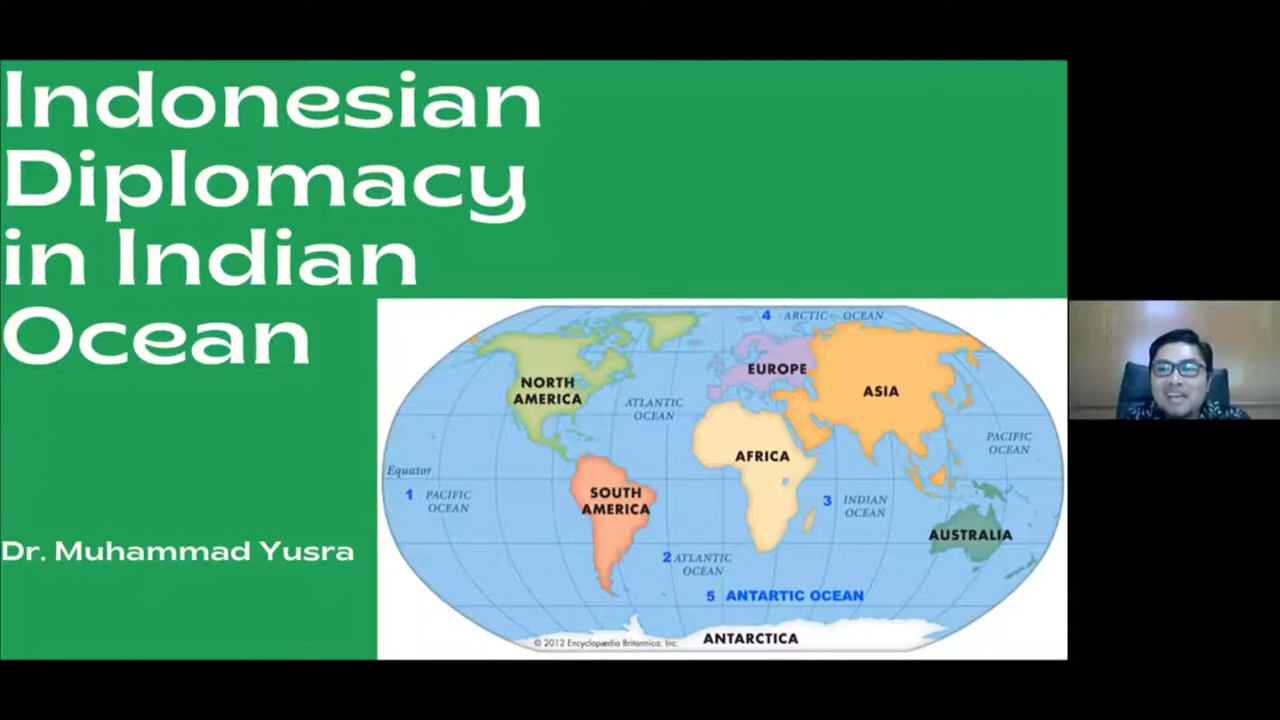 Indonesian
Diplomacy
in Indian
Ocean
Dr. Muhammad Yusra
4 ARCTIC OCEAN
NORTH
AMERICA
EUROPE
ASIA
ATLANTIC
OCEAN
AFRICA
PACIFIC
OCEAN
Equator
1 PACIFIC
OCEAN
SOUTH
AMERICA
3 INDIAN
OCEAN
AUSTRALIA
2 ATLANTIC
OCEAN
5 ANTARTIC OCEAN
ANTARCTICA
© 2012 Encyclopædia Britannica, Inc.